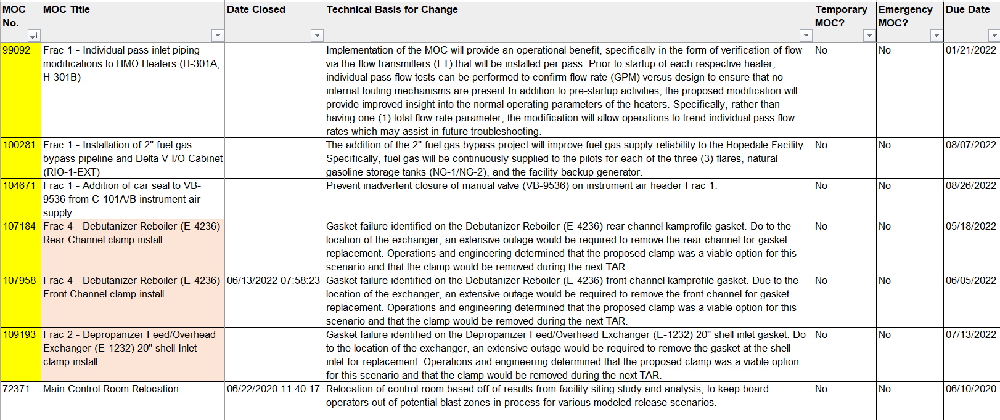 MOC No. MOC Title Date Closed Technical Basis for Change Temporary MOC? Emergency MOC? Due Date
99092
Frac 1 - Individual pass inlet piping
modifications to HMO Heaters (H-301A,
H-301B)
Implementation of the MOC will provide an operational benefit, specifically in the form of verification of flow
via the flow transmitters (FT) that will be installed per pass. Prior to startup of each respective heater,
individual pass flow tests can be performed to confirm flow rate (GPM) versus design to ensure that no
internal fouling mechanisms are present.In addition to pre-startup activities, the proposed modification will
provide improved insight into the normal operating parameters of the heaters. Specifically, rather than
having one (1) total flow rate parameter, the modification will allow operations to trend individual pass flow
rates which may assist in future troubleshooting.
No
No
01/21/2022
100281
Frac 1 - Installation of 2" fuel gas
bypass pipeline and Delta V I/O Cabinet
(RIO-1-EXT)
The addition of the 2" fuel gas bypass project will improve fuel gas supply reliability to the Hopedale Facility.
Specifically, fuel gas will be continuously supplied to the pilots for each of the three (3) flares, natural
gasoline storage tanks (NG-1/NG-2), and the facility backup generator.
No
No
08/07/2022
104671
Frac 1 - Addition of car seal to VB-
9536 from C-101A/B instrument air
supply
Prevent inadvertent closure of manual valve (VB-9536) on instrument air header Frac 1.
No
No
08/26/2022
107184
Frac 4 - Debutanizer Reboiler (E-4236)
Rear Channel clamp install
Gasket failure identified on the Debutanizer Reboiler (E-4236) rear channel kamprofile gasket. Do to the
location of the exchanger, an extensive outage would be required to remove the rear channel for gasket
replacement. Operations and engineering determined that the proposed clamp was a viable option for this
scenario and that the clamp would be removed during the next TAR.
No
No
05/18/2022
107958
Frac 4 - Debutanizer Reboiler (E-4236)
Front Channel clamp install
06/13/2022 07:58:23
Gasket failure identified on the Debutanizer Reboiler (E-4236) front channel kamprofile gasket. Due to the
location of the exchanger, an extensive outage would be required to remove the front channel for gasket
replacement. Operations and engineering determined that the proposed clamp was a viable option for this
scenario and that the clamp would be removed during the next TAR.
No
No
06/05/2022
109193
Frac 2 - Depropanizer Feed/Overhead
Exchanger (E-1232) 20" shell Inlet
clamp install
Gasket failure identified on the Depropanizer Feed/Overhead Exchanger (E-1232) 20" shell inlet gasket. Do
to the location of the exchanger, an extensive outage would be required to remove the gasket at the shell
inlet for replacement. Operations and engineering determined that the proposed clamp was a viable option
for this scenario and that the clamp would be removed during the next TAR.
No
No
07/13/2022
72371
Main Control Room Relocation
06/22/2020 11:40:17
Relocation of control room based off of results from facility siting study and analysis, to keep board
operators out of potential blast zones in process for various modeled release scenarios.
No
No
06/10/2020